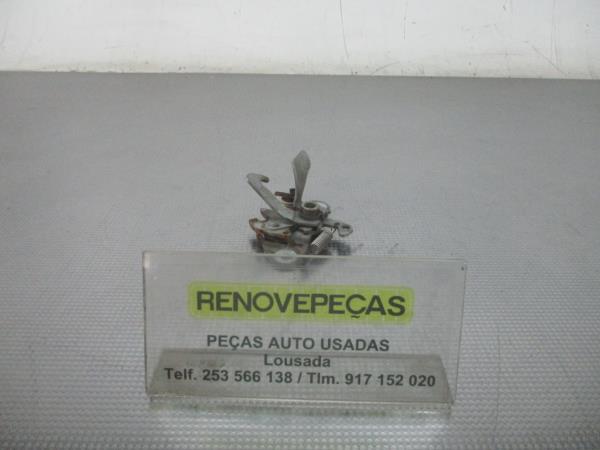 RENOVEPEÇAS
PEÇAS AUTO USADAS
Lousada
Telf. 253 566 138 / Tlm. 917 152 020